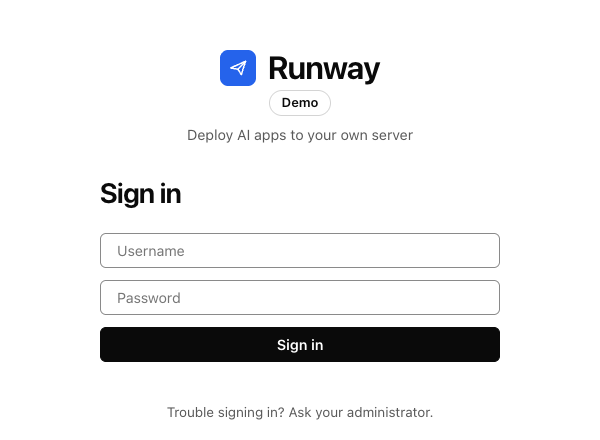 Runway
Demo
Deploy AI apps to your own server
Sign in
Username
Password
Sign in
Trouble signing in? Ask your administrator.